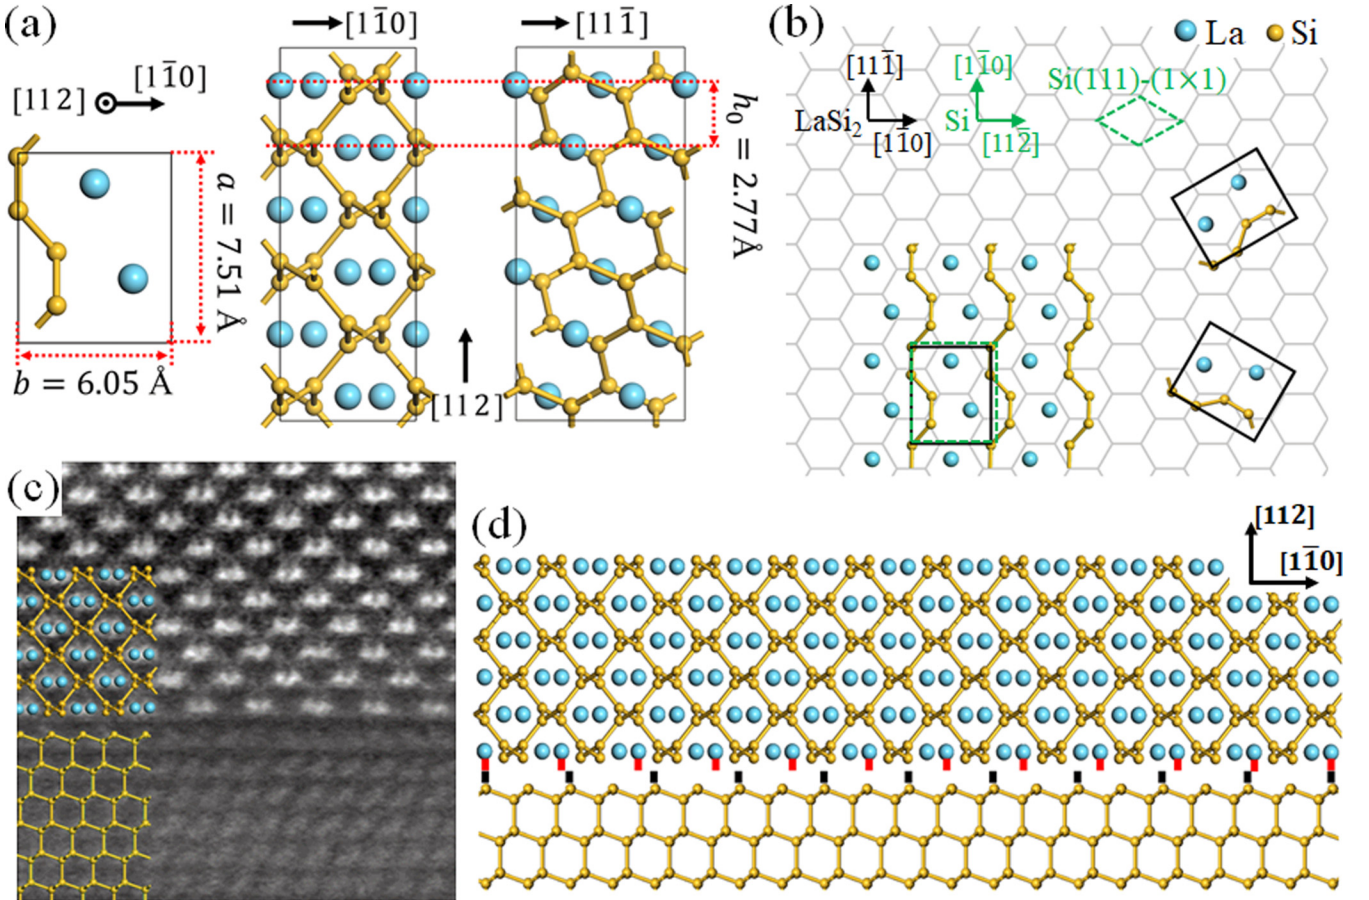 (a)
[11̄0]
[112]
[11̄0]
[111̄]
h₀ = 2.77Å
a = 7.51 Å
b = 6.05 Å
[112]
(b)
La
Si
[111̄]
LaSi₂
[11̄0]
[11̄0]
Si
[112̄]
Si(111)-(1×1)
(c)
(d)
[112]
[11̄0]